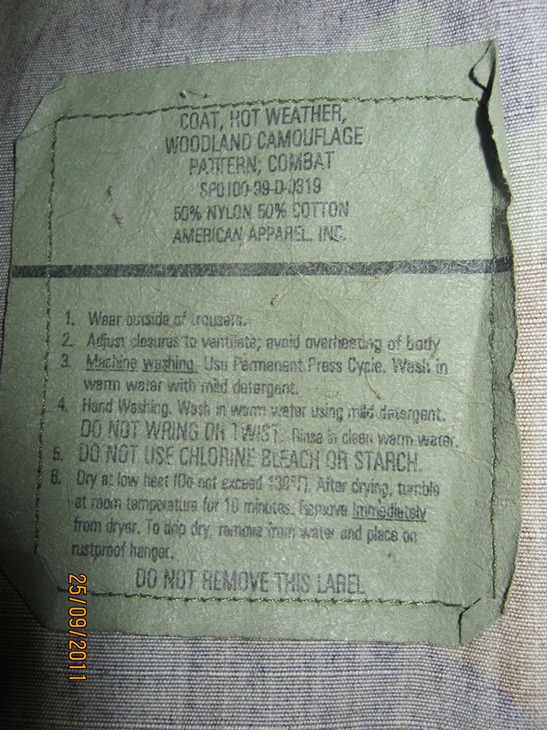 COAT, HOT WEATHER,
WOODLAND CAMOUFLAGE
PATTERN; COMBAT
SPO100-99-D-0319
50% NYLON 50% COTTON
AMERICAN APPAREL, INC.
1. Wear outside of trousers.
2. Adjust closures to ventilate; avoid overheating of body
3. Machine washing. Use Permanent Press Cycle. Wash in
warm water with mild detergent.
4. Hand Washing. Wash in warm water using mild detergent.
DO NOT WRING OR TWIST. Rinse in clean warm water.
5. DO NOT USE CHLORINE BLEACH OR STARCH.
6. Dry at low heat (Do not exceed 130°F). After drying, tumble
at room temperature for 10 minutes. Remove immediately
from dryer. To drip dry, remove from water and place on
rustproof hanger.
DO NOT REMOVE THIS LABEL
25/09/2011